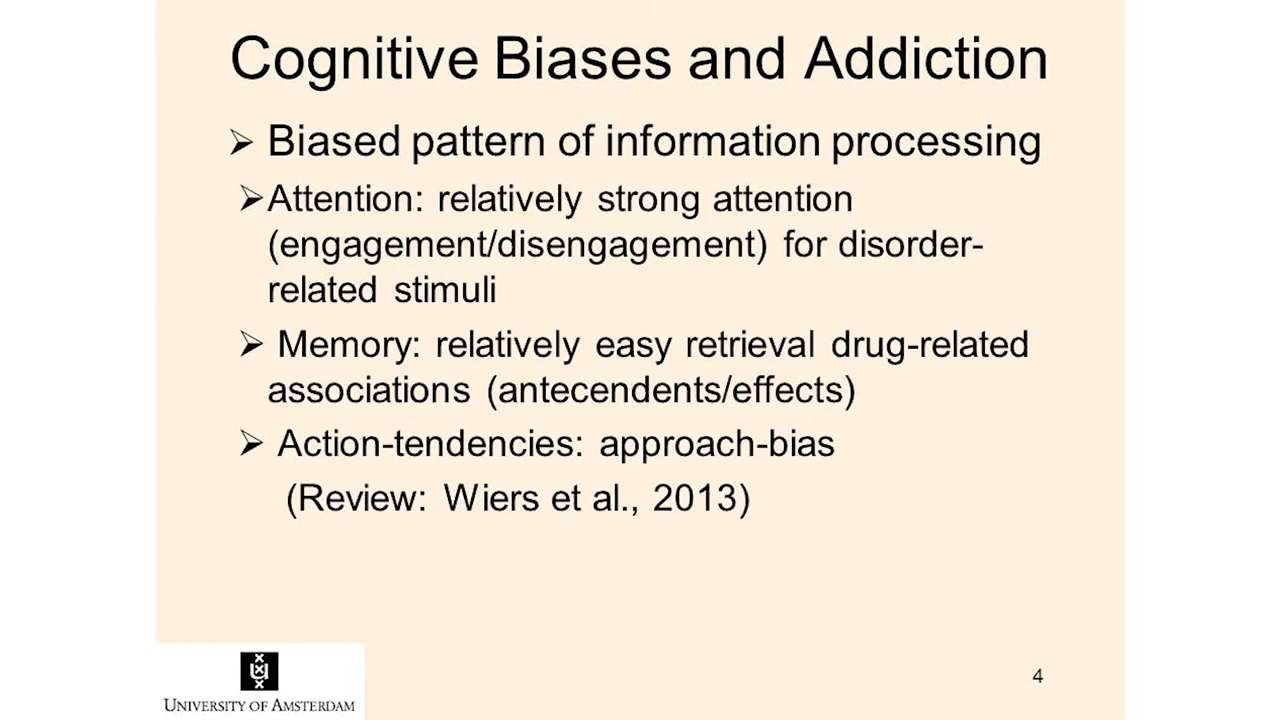 Cognitive Biases and Addiction
➢ Biased pattern of information processing
➢Attention: relatively strong attention
(engagement/disengagement) for disorder-
related stimuli
➢ Memory: relatively easy retrieval drug-related
associations (antecendents/effects)
➢ Action-tendencies: approach-bias
(Review: Wiers et al., 2013)
4
UNIVERSITY OF AMSTERDAM